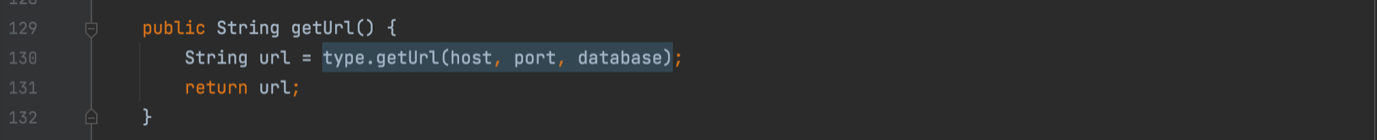 129 public String getUrl() {
130 String url = type.getUrl(host, port, database);
131 return url;
132 }